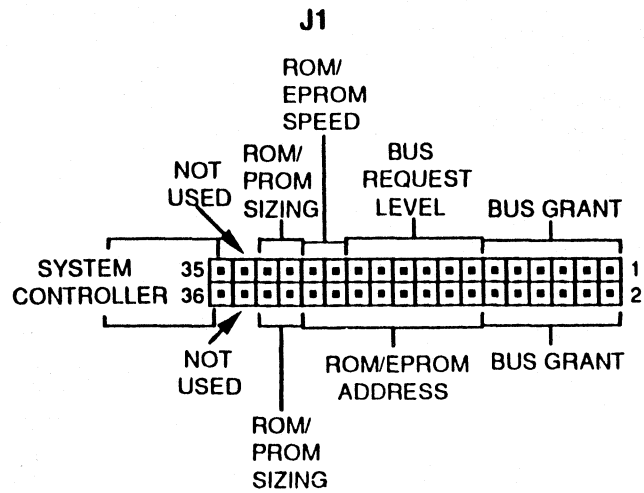 J1
ROM/
EPROM
SPEED
NOT
USED
ROM/
PROM
SIZING
BUS
REQUEST
LEVEL
BUS GRANT
SYSTEM
CONTROLLER
35
36
1
2
NOT
USED
ROM/EPROM
ADDRESS
BUS GRANT
ROM/
PROM
SIZING